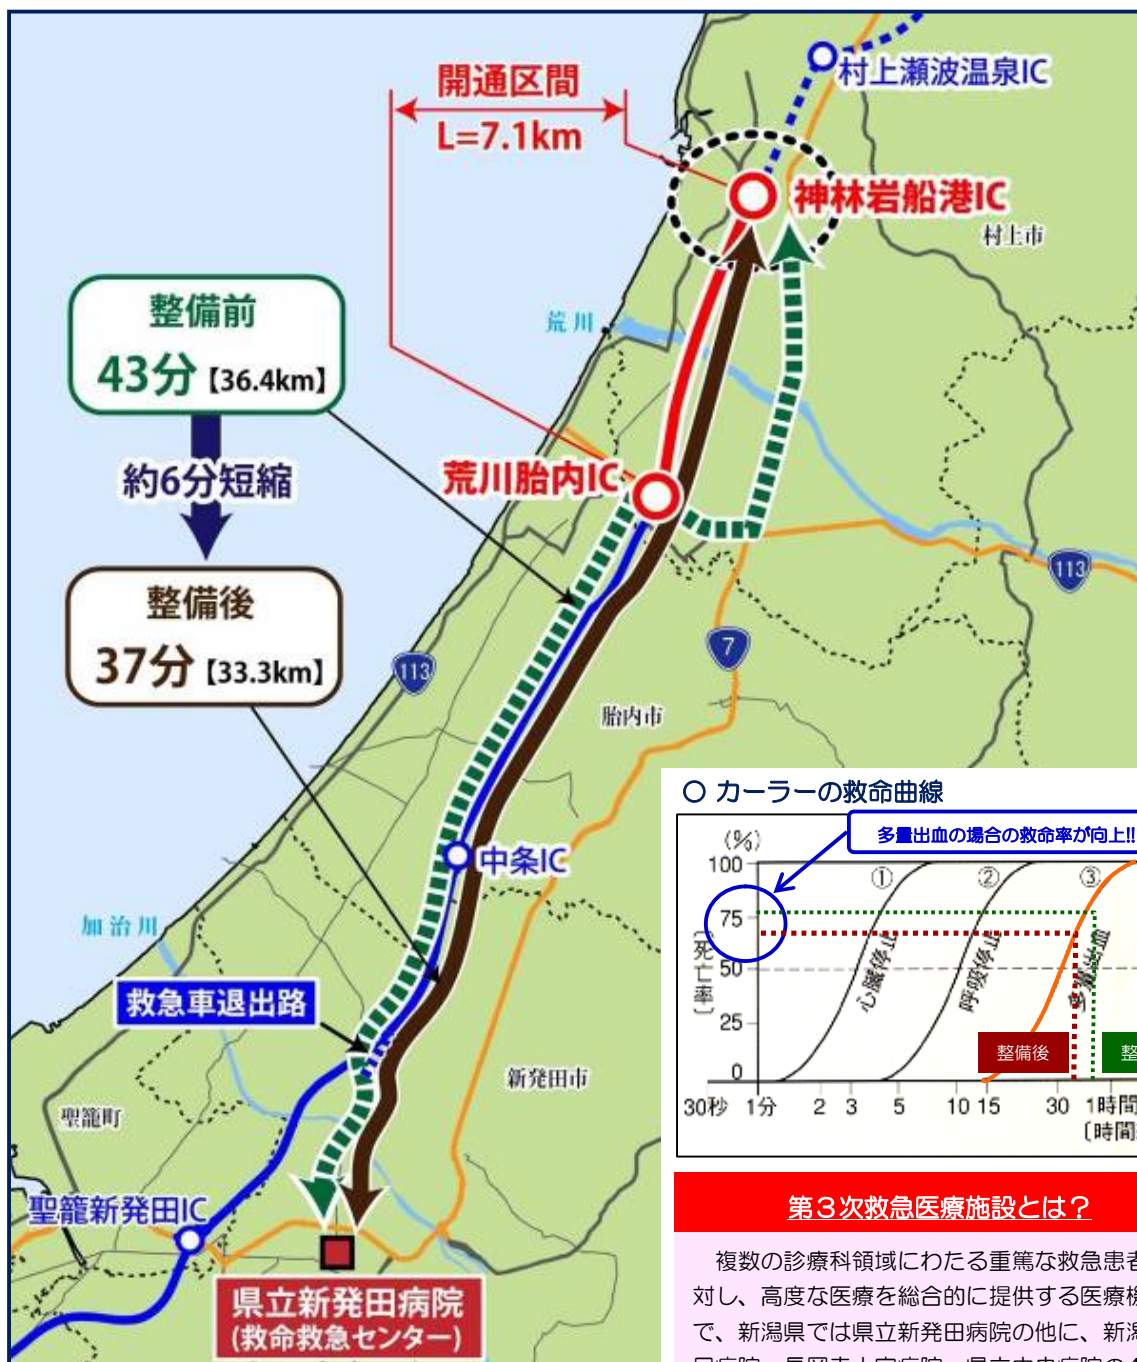 開通区間
L=7.1km
村上瀬波温泉IC
神林岩船港IC
村上市
荒川
整備前
43分【36.4km】
約6分短縮
整備後
37分【33.3km】
荒川胎内IC
113
7
113
胎内市
中条IC
加治川
救急車退出路
新発田市
聖籠町
聖籠新発田IC
県立新発田病院
(救命救急センター)
○ カーラーの救命曲線
多量出血の場合の救命率が向上!!
(%)
100
75
50
25
0
〔死亡率〕
① ② ③
心臓停止
呼吸停止
多量出血
整備後
整
30秒 1分 2 3 5 10 15 30 1時間
〔時間
第3次救急医療施設とは?
複数の診療科領域にわたる重篤な救急患者
対し、高度な医療を総合的に提供する医療機
で、新潟県では県立新発田病院の他に、新潟